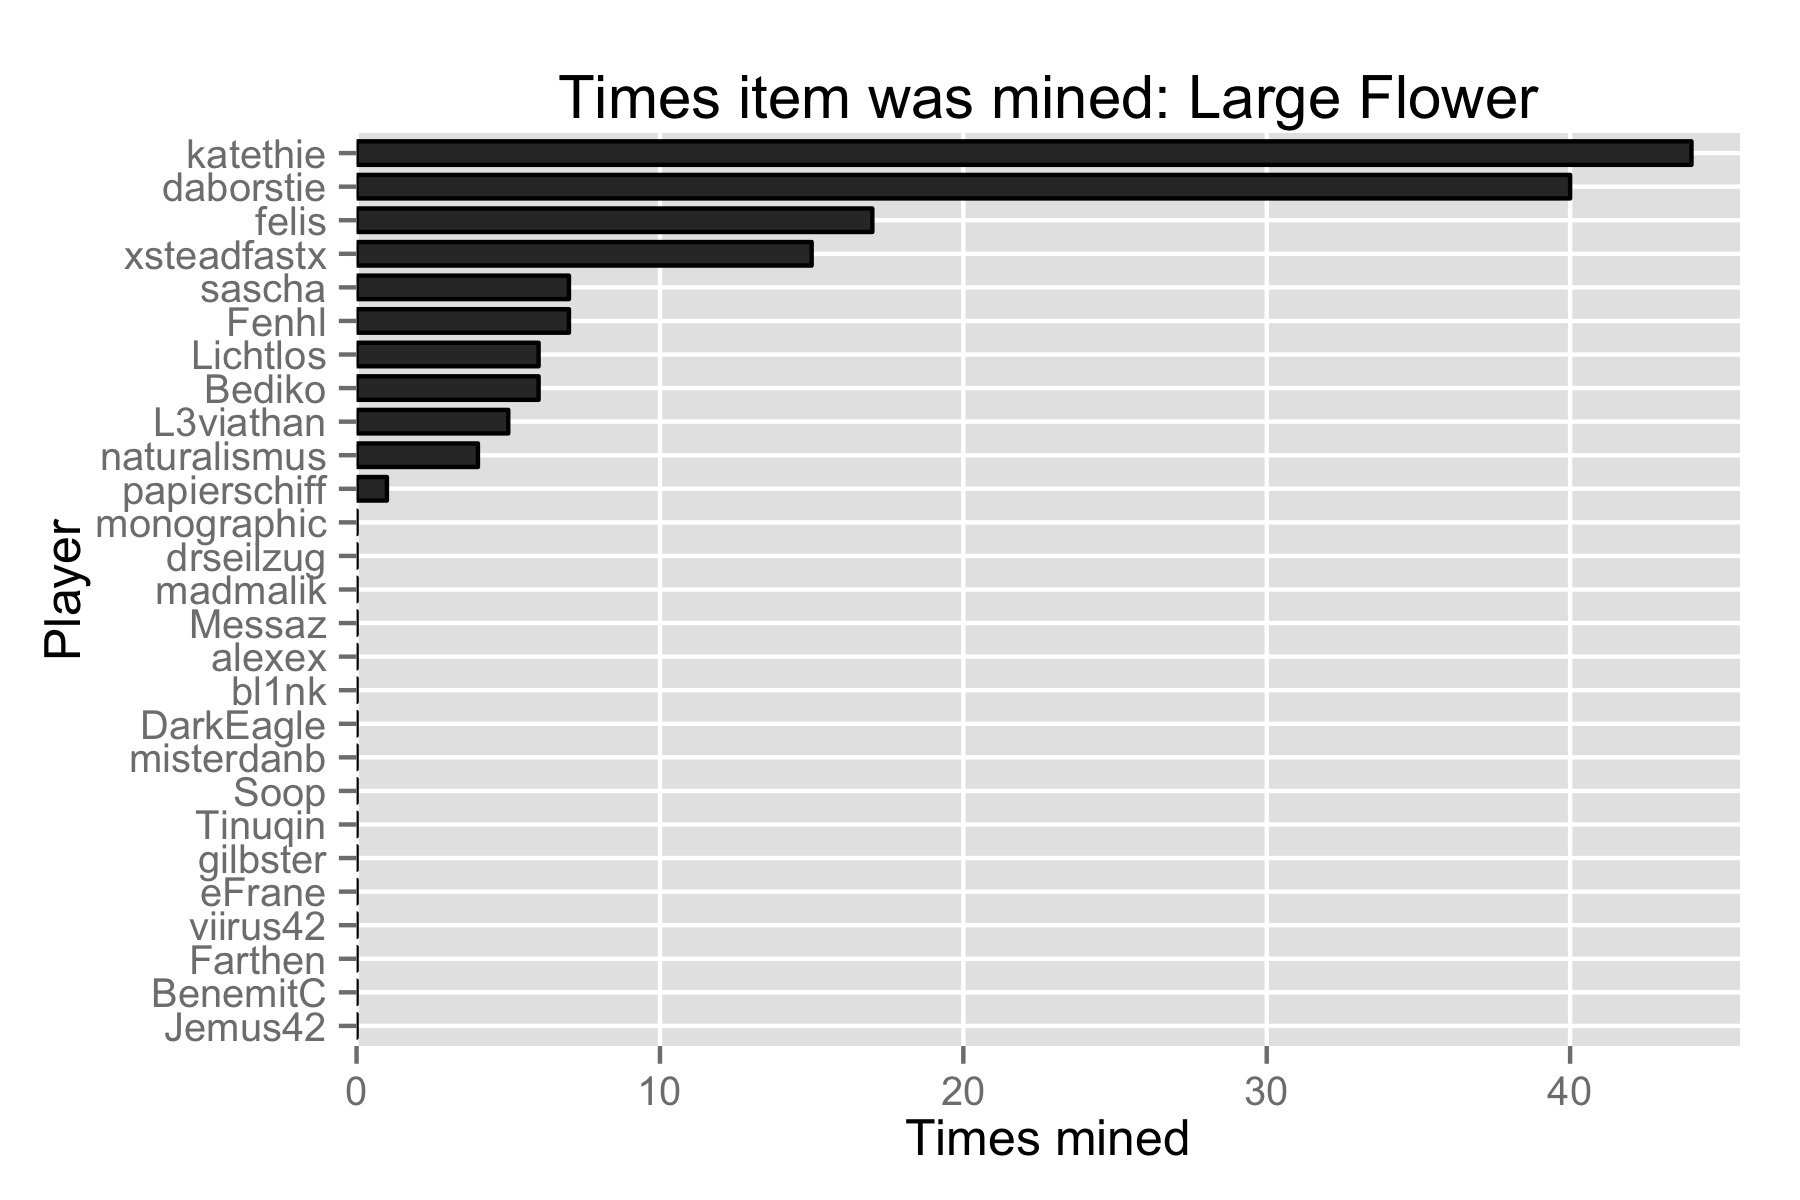 Times item was mined: Large Flower
Player
katethie
daborstie
felis
xsteadfastx
sascha
Fenhl
Lichtlos
Bediko
L3viathan
naturalismus
papierschiff
monographic
drseilzug
madmalik
Messaz
alexex
bl1nk
DarkEagle
misterdanb
Soop
Tinuqin
gilbster
eFrane
viirus42
Farthen
BenemitC
Jemus42
0 10 20 30 40
Times mined